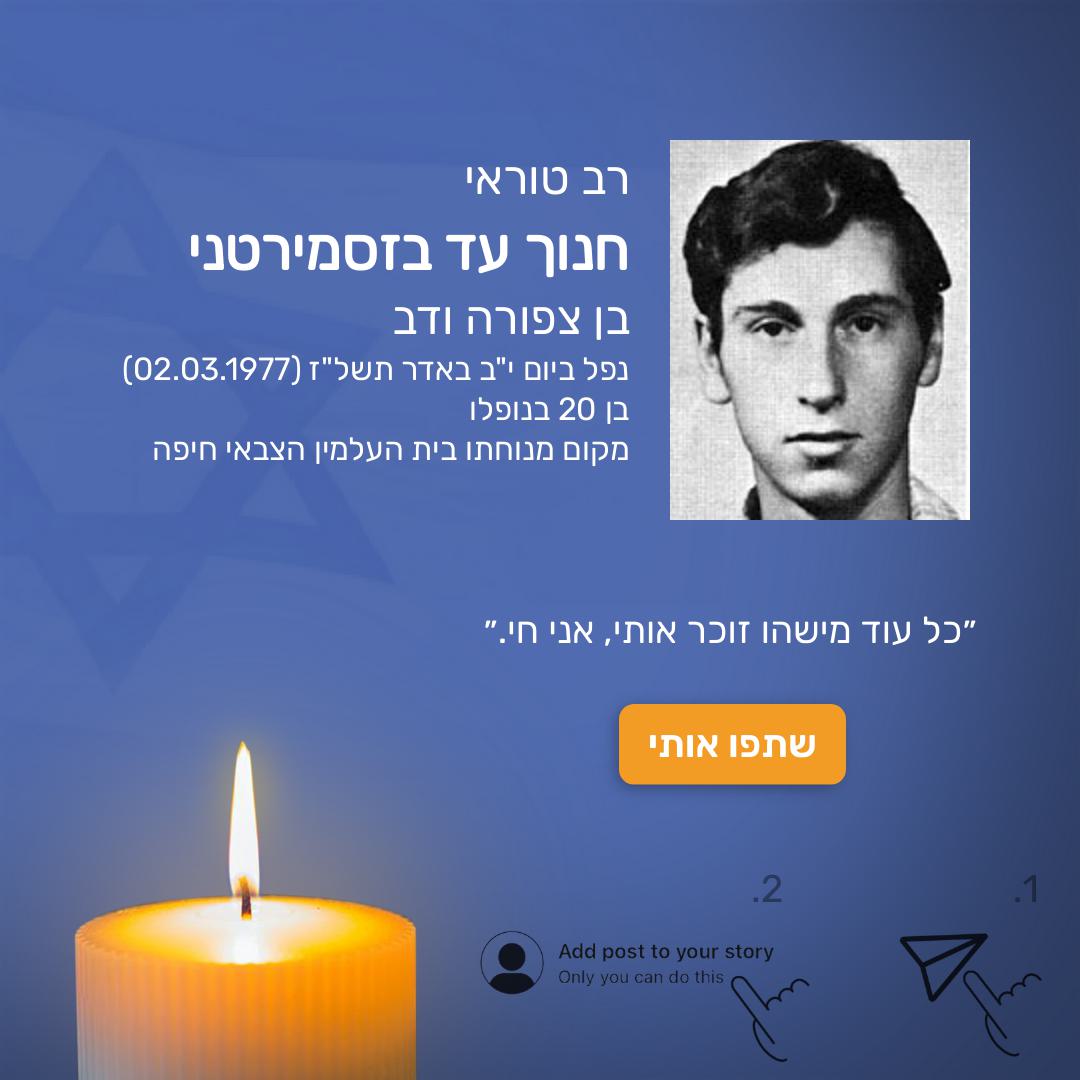 רב טוראי
חנוך עד בזסמירטני
בן צפורה ודב
נפל ביום י"ב באדר תשל"ז (02.03.1977)
בן 20 בנופלו
מקום מנוחתו בית העלמין הצבאי חיפה
״כל עוד מישהו זוכר אותי, אני חי.״
שתפו אותי
1.
2.
Add post to your story
Only you can do this